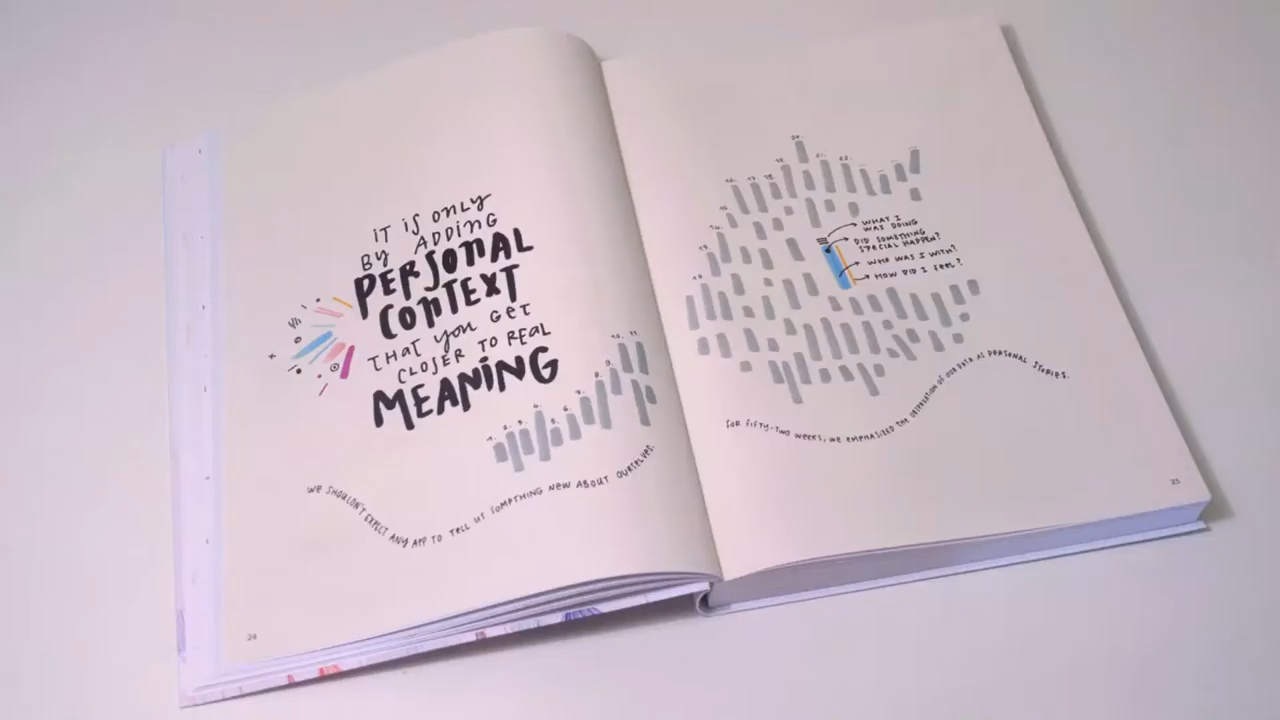 iT iS ONLY
BY ADDING
PERSONAL
CONTEXT
THAT YOU GET
CLOSER TO REAL
MEANING
WE SHOULDN'T EXPECT ANY APP TO TELL US SOMETHING NEW ABOUT OURSELVES.
24
WHAT I
WAS DOING
DID SOMETHING
SPECIAL HAPPEN?
WHO WAS I WITH?
HOW DID I FEEL?
FOR FIFTY-TWO WEEKS, WE EMPHASIZED THE OPERATION OF OUR DATA AS PERSONAL STORIES.
25